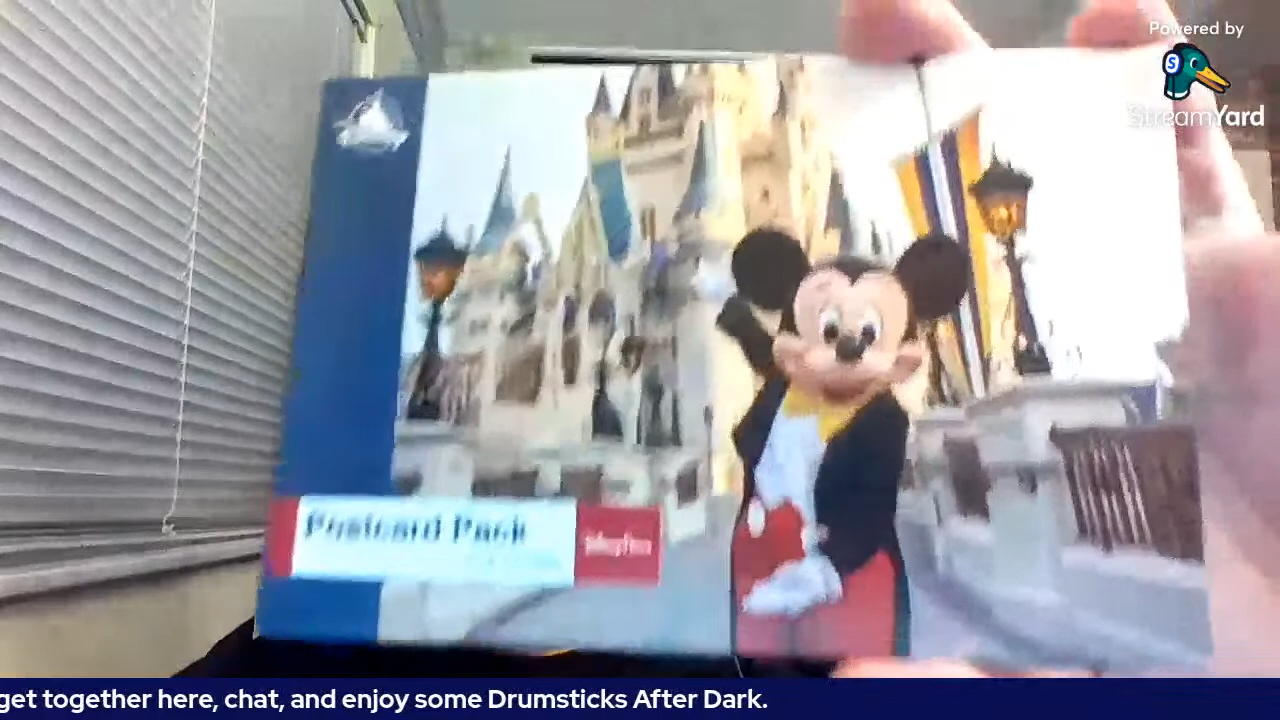 Powered by
StreamYard
Postcard Pack
get together here, chat, and enjoy some Drumsticks After Dark.